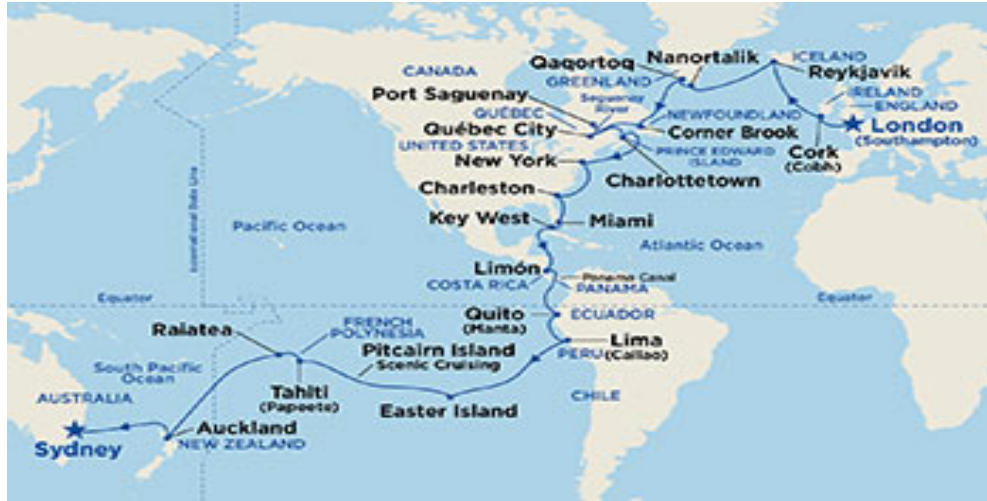 Nanortalik
ICELAND
Qaqortoq
CANADA
GREENLAND
Reykjavik
Port Saguenay
Saguenay
River
IRELAND
QUÉBEC
NEWFOUNDLAND
ENGLAND
Québec City
Corner Brook
London
(Southampton)
UNITED STATES
PRINCE EDWARD
ISLAND
Cork
(Cobh)
New York
Charlottetown
Charleston
Key West
Miami
International Date Line
Pacific Ocean
Atlantic Ocean
Limón
COSTA RICA
Panama Canal
PANAMA
Equator
Equator
Quito
(Manta)
ECUADOR
Raiatea
FRENCH
POLYNESIA
Lima
PERU (Callao)
Pitcairn Island
Scenic Cruising
South Pacific
Ocean
Tahiti
(Papeete)
AUSTRALIA
Easter Island
CHILE
Auckland
NEW ZEALAND
Sydney